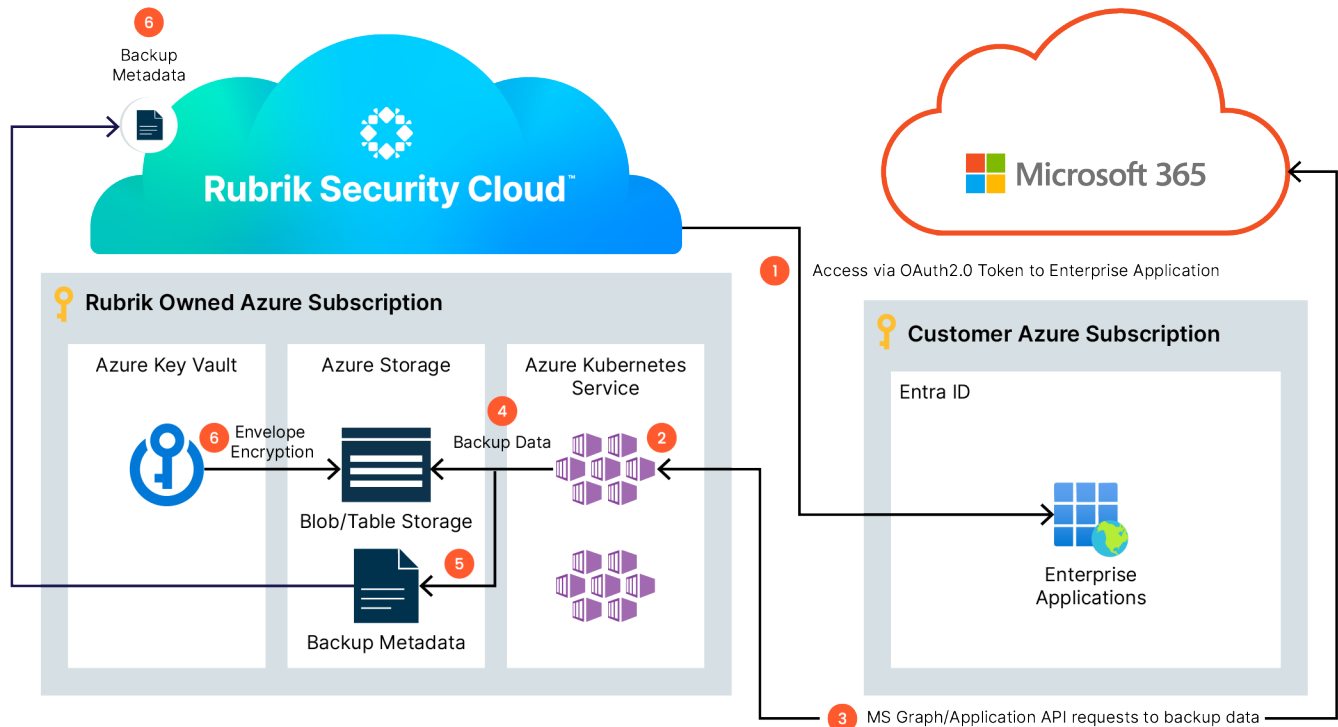 6
Backup
Metadata
Rubrik Security Cloud™
Microsoft 365
1
Access via OAuth2.0 Token to Enterprise Application
Rubrik Owned Azure Subscription
Azure Key Vault
Azure Storage
Azure Kubernetes
Service
6
Envelope
Encryption
4
Backup Data
2
Blob/Table Storage
5
Backup Metadata
Customer Azure Subscription
Entra ID
Enterprise
Applications
3
MS Graph/Application API requests to backup data